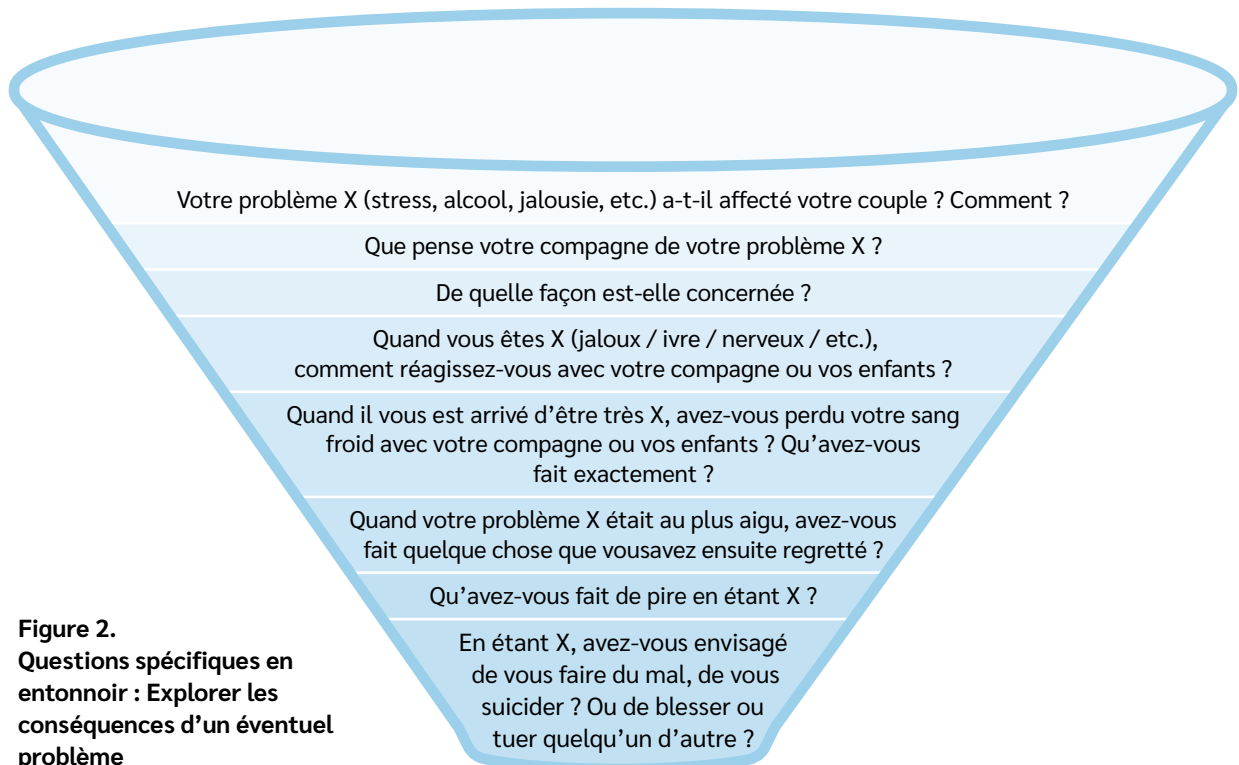 Votre problème X (stress, alcool, jalousie, etc.) a-t-il affecté votre couple ? Comment ?
Que pense votre compagne de votre problème X ?
De quelle façon est-elle concernée ?
Quand vous êtes X (jaloux / ivre / nerveux / etc.),
comment réagissez-vous avec votre compagne ou vos enfants ?
Quand il vous est arrivé d’être très X, avez-vous perdu votre sang
froid avec votre compagne ou vos enfants ? Qu’avez-vous
fait exactement ?
Quand votre problème X était au plus aigu, avez-vous
fait quelque chose que vousavez ensuite regretté ?
Qu’avez-vous fait de pire en étant X ?
En étant X, avez-vous envisagé
de vous faire du mal, de vous
suicider ? Ou de blesser ou
tuer quelqu’un d’autre ?
Figure 2.
Questions spécifiques en
entonnoir : Explorer les
conséquences d’un éventuel
problème